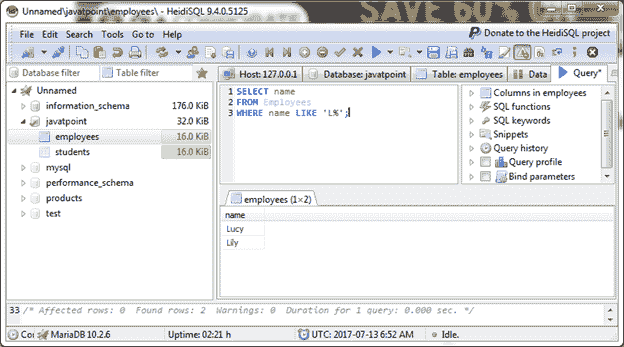 SAVE 60% O
Unnamed\javatpoint\employees\ - HeidiSQL 9.4.0.5125
File Edit Search Tools Go to Help
Donate to the HeidiSQL project
Database filter Table filter
Host: 127.0.0.1 Database: javatpoint Table: employees Data Query*
Unnamed
information_schema 176.0 KiB
javatpoint 32.0 KiB
employees 16.0 KiB
students 16.0 KiB
mysql
performance_schema
products
test
1 SELECT name
2 FROM Employees
3 WHERE name LIKE 'L%';
Columns in employees
SQL functions
SQL keywords
Snippets
Query history
Query profile
Bind parameters
employees (1×2)
name
Lucy
Lily
33 /* Affected rows: 0 Found rows: 2 Warnings: 0 Duration for 1 query: 0.000 sec. */
Co MariaDB 10.2.6 Uptime: 02:21 h UTC: 2017-07-13 6:52 AM Idle.